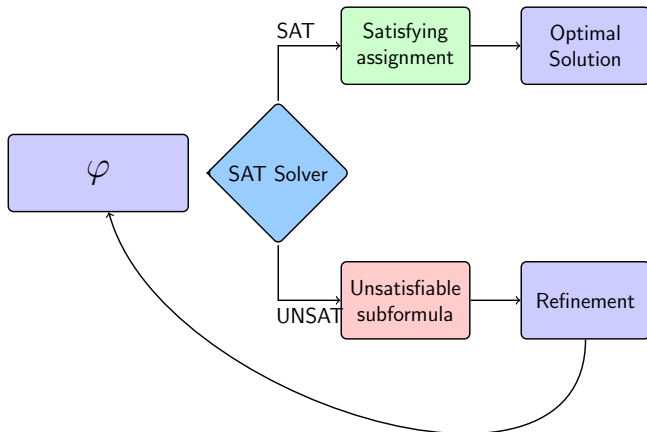 SAT
Satisfying
assignment
Optimal
Solution
φ
SAT Solver
UNSAT
Unsatisfiable
subformula
Refinement